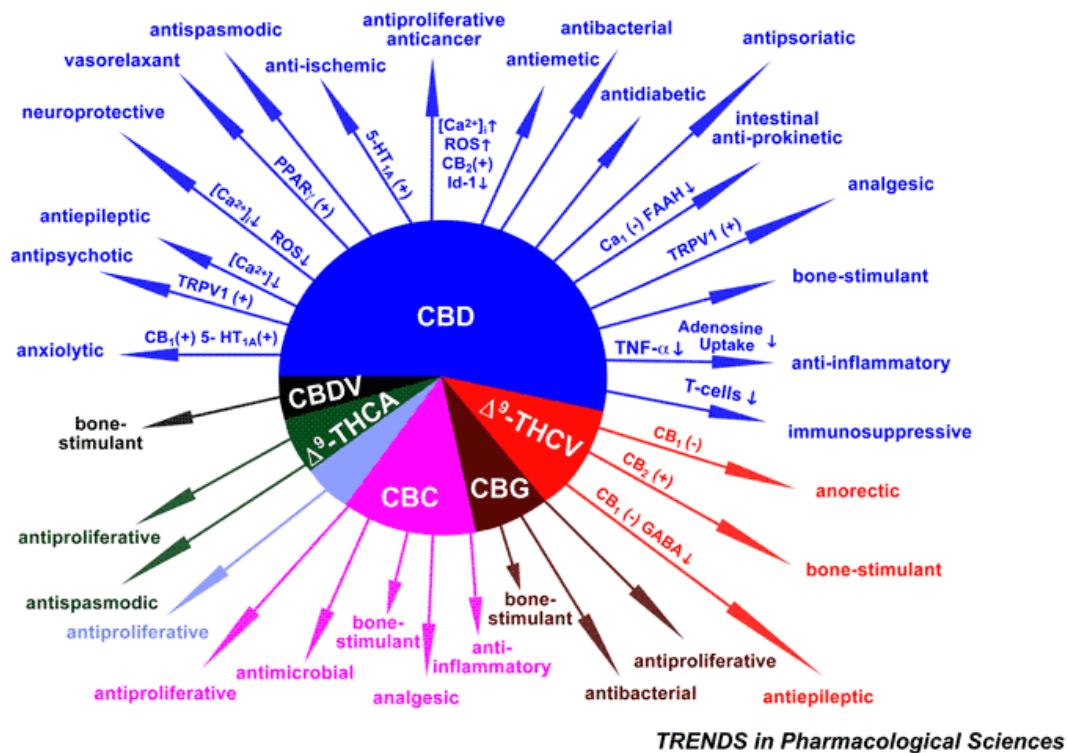 antispasmodic
antiproliferative
anticancer
antibacterial
antipsoriatic
vasorelaxant
anti-ischemic
antiemetic
neuroprotective
antidiabetic
intestinal
anti-prokinetic
analgesic
antiepileptic
antipsychotic
anxiolytic
5-HT1A (+)
[Ca2+]i↑
ROS↑
CB2(+)
Id-1↓
PPARγ (+)
[Ca2+]i↓ ROS↓
[Ca2+]↓
TRPV1 (+)
CB1(+) 5- HT1A(+)
Ca1 (-) FAAH↓
TRPV1 (+)
bone-stimulant
TNF-α↓
Adenosine
Uptake ↓
anti-inflammatory
T-cells ↓
immunosuppressive
CBD
CBDV
Δ9-THCA
CBC
CBG
Δ9-THCV
CB1 (-)
anorectic
CB2 (+)
bone-stimulant
CB1 (-) GABA↓
antiepileptic
bone-
stimulant
antiproliferative
antispasmodic
antiproliferative
antiproliferative
antimicrobial
bone-
stimulant
analgesic
anti-
inflammatory
bone-
stimulant
antibacterial
antiproliferative
TRENDS in Pharmacological Sciences